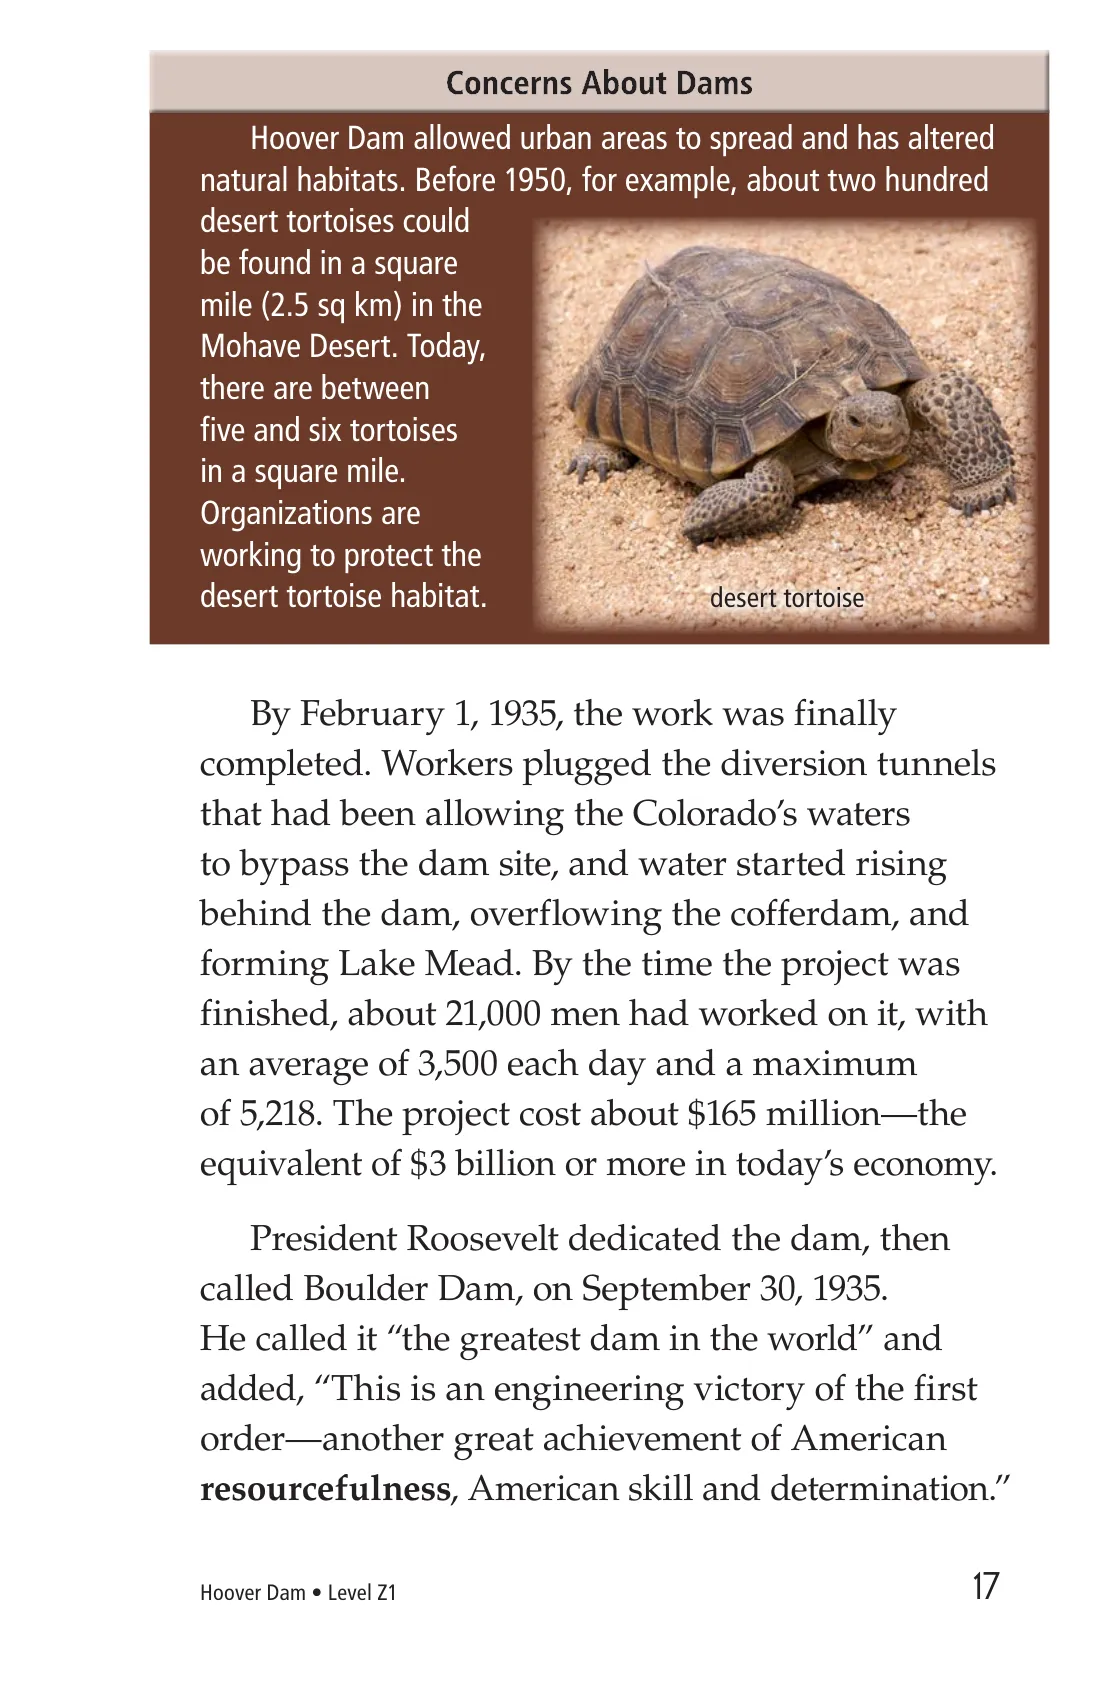 Concerns About Dams
Hoover Dam allowed urban areas to spread and has altered
natural habitats. Before 1950, for example, about two hundred
desert tortoises could
be found in a square
mile (2.5 sq km) in the
Mohave Desert. Today,
there are between
five and six tortoises
in a square mile.
Organizations are
working to protect the
desert tortoise habitat.
desert tortoise
By February 1, 1935, the work was finally
completed. Workers plugged the diversion tunnels
that had been allowing the Colorado’s waters
to bypass the dam site, and water started rising
behind the dam, overflowing the cofferdam, and
forming Lake Mead. By the time the project was
finished, about 21,000 men had worked on it, with
an average of 3,500 each day and a maximum
of 5,218. The project cost about $165 million—the
equivalent of $3 billion or more in today’s economy.
President Roosevelt dedicated the dam, then
called Boulder Dam, on September 30, 1935.
He called it “the greatest dam in the world” and
added, “This is an engineering victory of the first
order—another great achievement of American
resourcefulness, American skill and determination.”
Hoover Dam • Level Z1
17